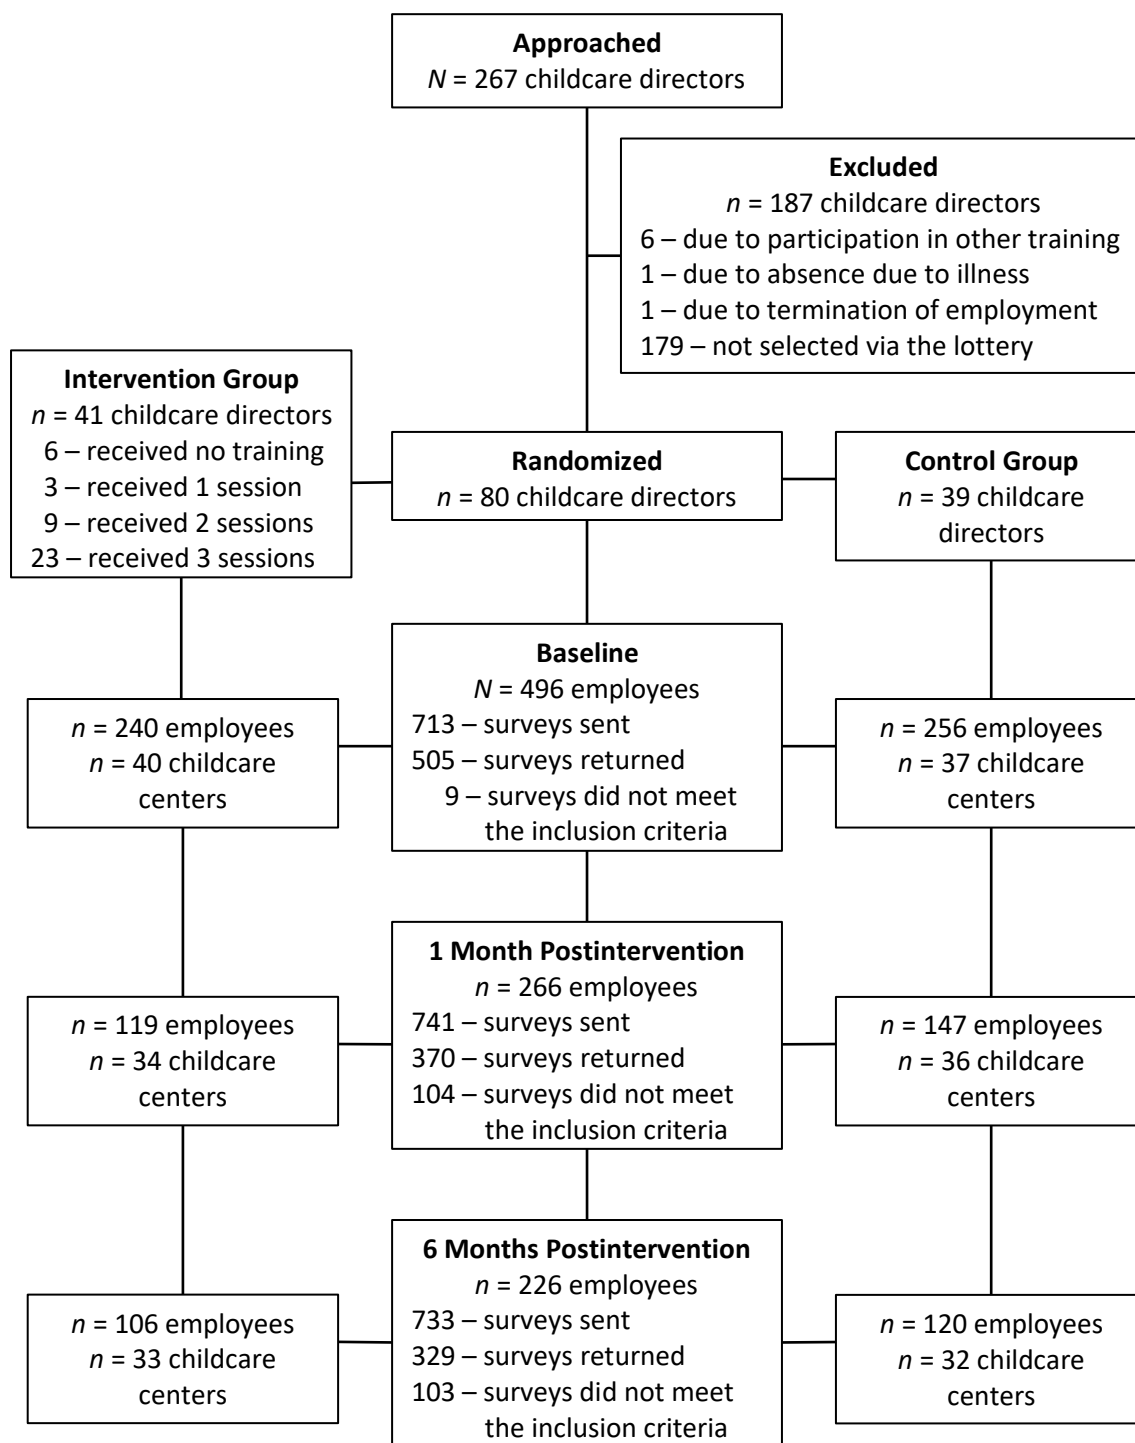 Approached
N = 267 childcare directors
Excluded
n = 187 childcare directors
6 – due to participation in other training
1 – due to absence due to illness
1 – due to termination of employment
179 – not selected via the lottery
Intervention Group
n = 41 childcare directors
6 – received no training
3 – received 1 session
9 – received 2 sessions
23 – received 3 sessions
Randomized
n = 80 childcare directors
Control Group
n = 39 childcare
directors
Baseline
N = 496 employees
713 – surveys sent
505 – surveys returned
9 – surveys did not meet
the inclusion criteria
n = 240 employees
n = 40 childcare
centers
n = 256 employees
n = 37 childcare
centers
1 Month Postintervention
n = 266 employees
741 – surveys sent
370 – surveys returned
104 – surveys did not meet
the inclusion criteria
n = 119 employees
n = 34 childcare
centers
n = 147 employees
n = 36 childcare
centers
6 Months Postintervention
n = 226 employees
733 – surveys sent
329 – surveys returned
103 – surveys did not meet
the inclusion criteria
n = 106 employees
n = 33 childcare
centers
n = 120 employees
n = 32 childcare
centers